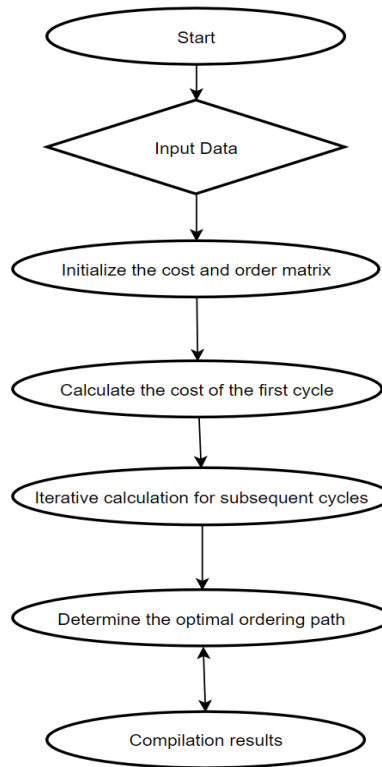 Start
Input Data
Initialize the cost and order matrix
Calculate the cost of the first cycle
Iterative calculation for subsequent cycles
Determine the optimal ordering path
Compilation results